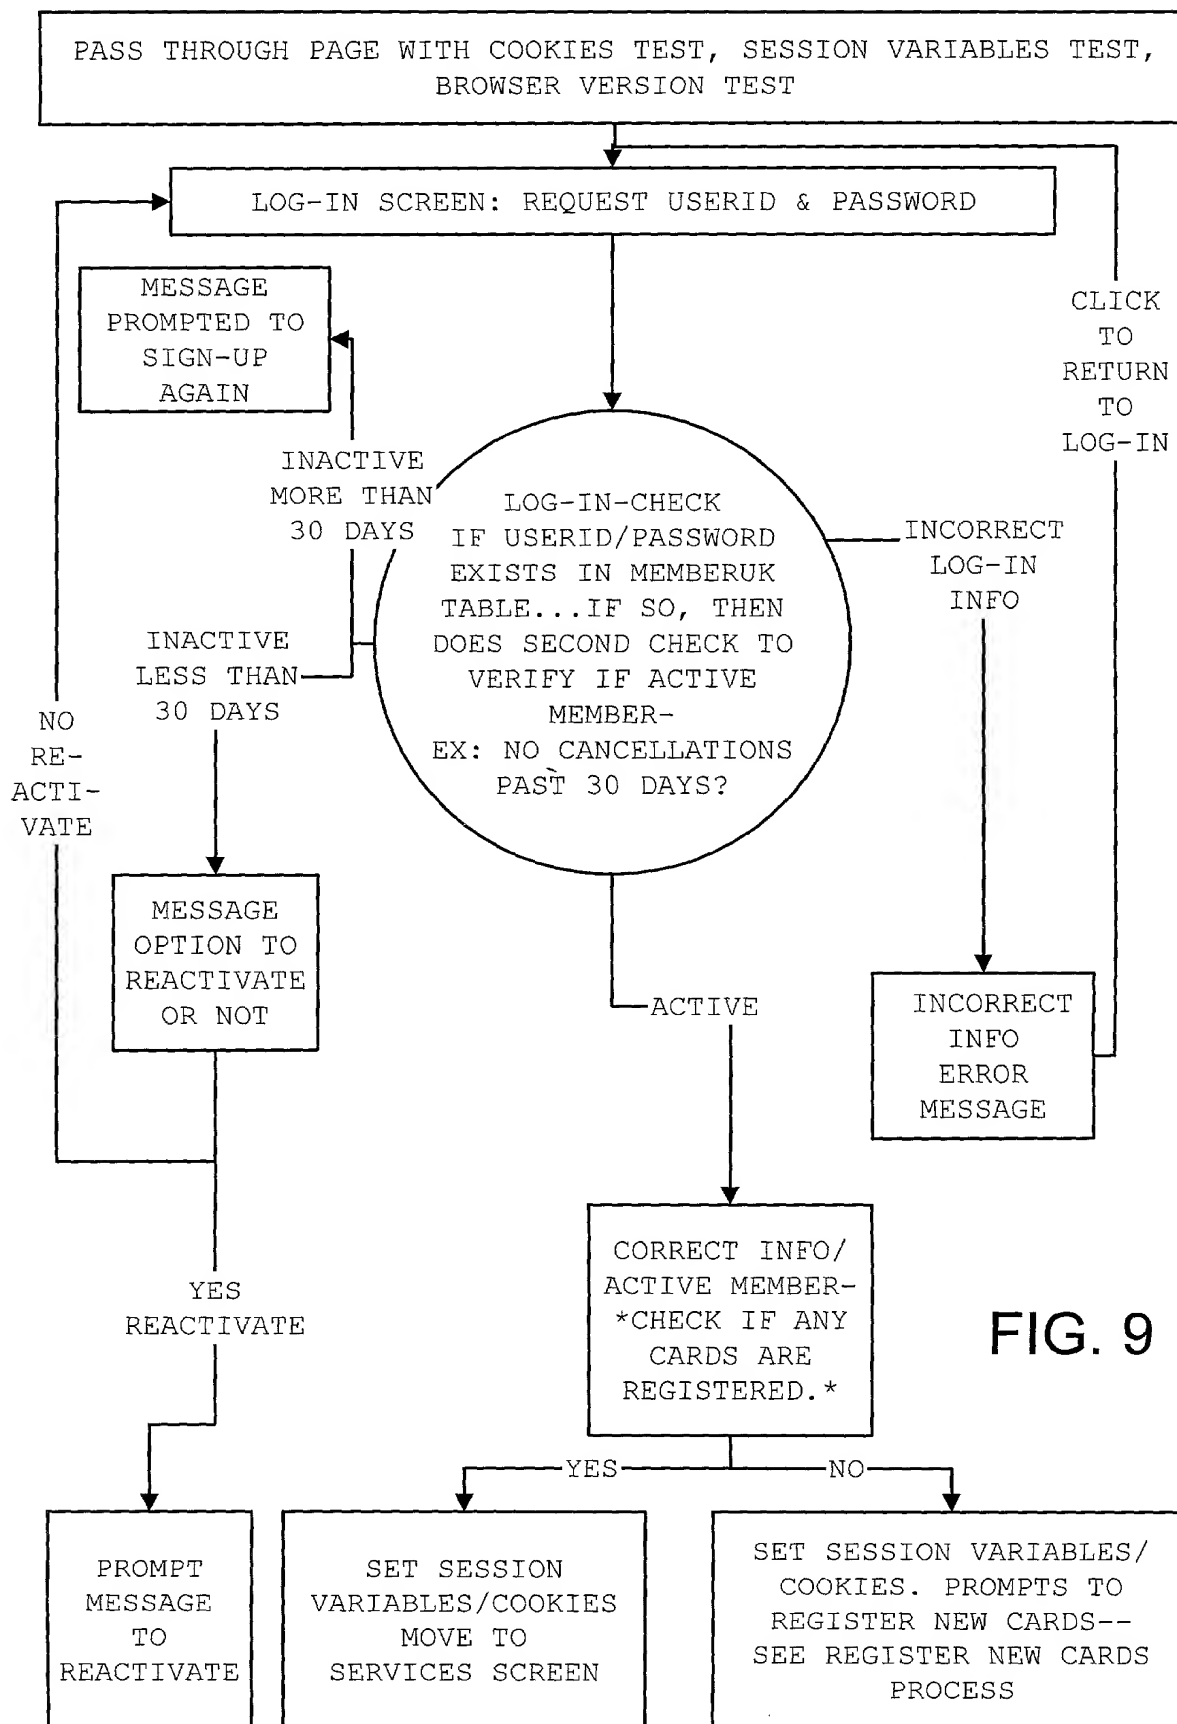 PASS THROUGH PAGE WITH COOKIES TEST, SESSION VARIABLES TEST,
BROWSER VERSION TEST
LOG-IN SCREEN: REQUEST USERID & PASSWORD
MESSAGE
PROMPTED TO
SIGN-UP
AGAIN
CLICK
TO
RETURN
TO
LOG-IN
INACTIVE
MORE THAN
30 DAYS
LOG-IN-CHECK
IF USERID/PASSWORD
EXISTS IN MEMBERUK
TABLE...IF SO, THEN
DOES SECOND CHECK TO
VERIFY IF ACTIVE
MEMBER-
EX: NO CANCELLATIONS
PAST 30 DAYS?
INCORRECT
LOG-IN
INFO
INACTIVE
LESS THAN
30 DAYS
NO
RE-
ACTI-
VATE
MESSAGE
OPTION TO
REACTIVATE
OR NOT
ACTIVE
INCORRECT
INFO
ERROR
MESSAGE
YES
REACTIVATE
CORRECT INFO/
ACTIVE MEMBER-
*CHECK IF ANY
CARDS ARE
REGISTERED.*
FIG. 9
YES
NO
PROMPT
MESSAGE
TO
REACTIVATE
SET SESSION
VARIABLES/COOKIES
MOVE TO
SERVICES SCREEN
SET SESSION VARIABLES/
COOKIES. PROMPTS TO
REGISTER NEW CARDS--
SEE REGISTER NEW CARDS
PROCESS